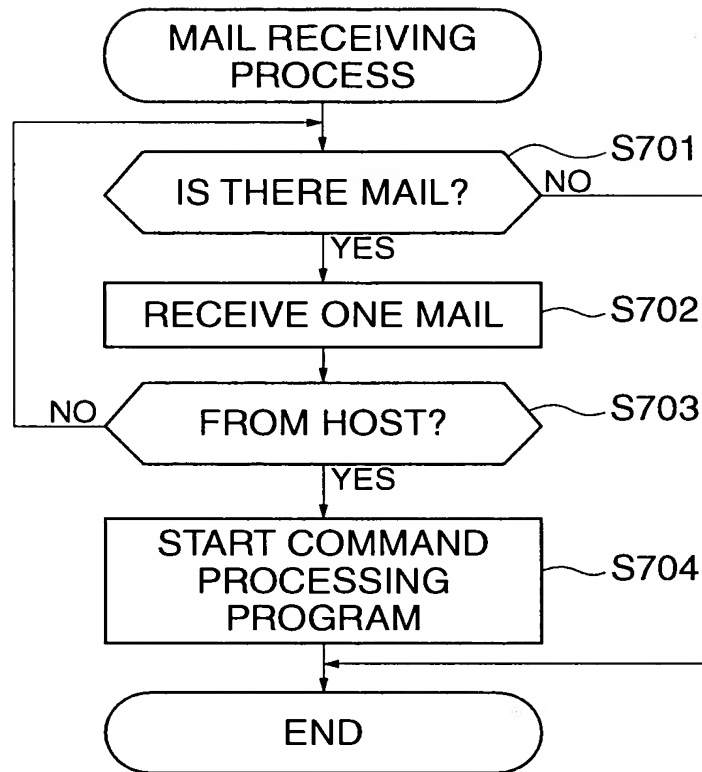 MAIL RECEIVING
PROCESS
S701
IS THERE MAIL?
NO
YES
RECEIVE ONE MAIL
S702
NO
FROM HOST?
S703
YES
START COMMAND
PROCESSING
PROGRAM
S704
END